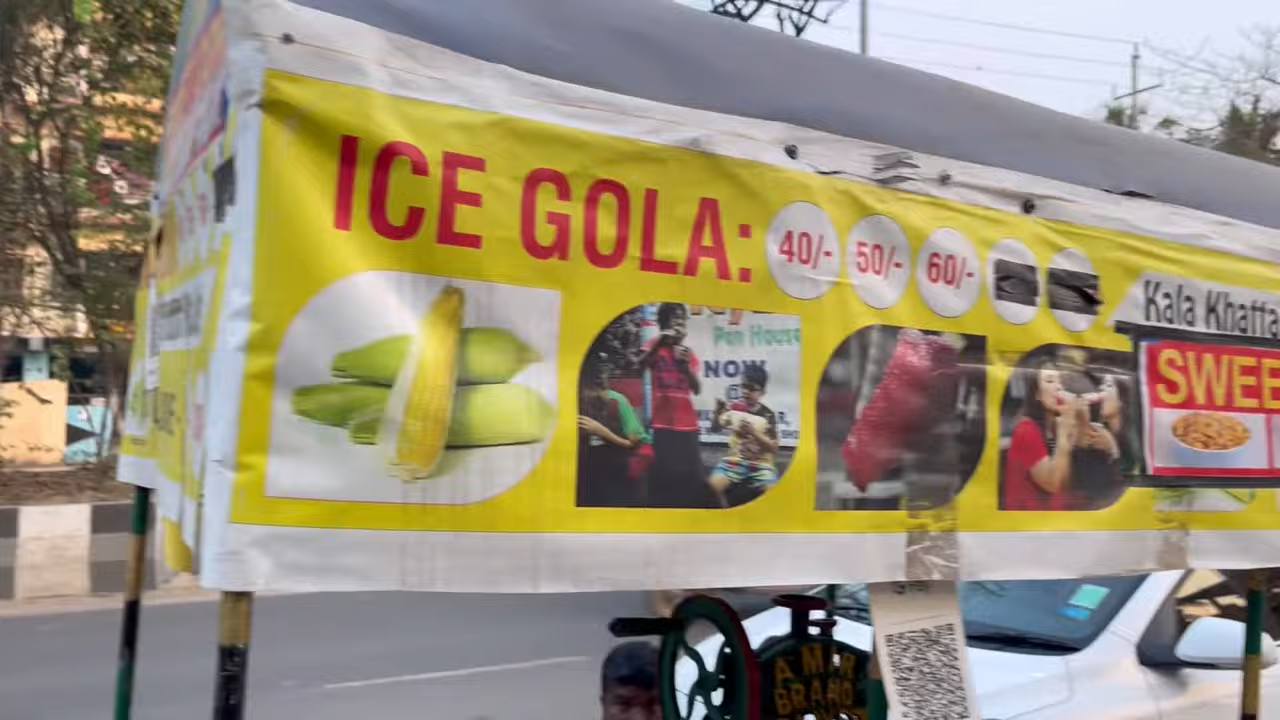 ICE GOLA: 40/- 50/- 60/-
Kala Khatta
SWEE
Pan House
NOW
@
AMAR
BRAND